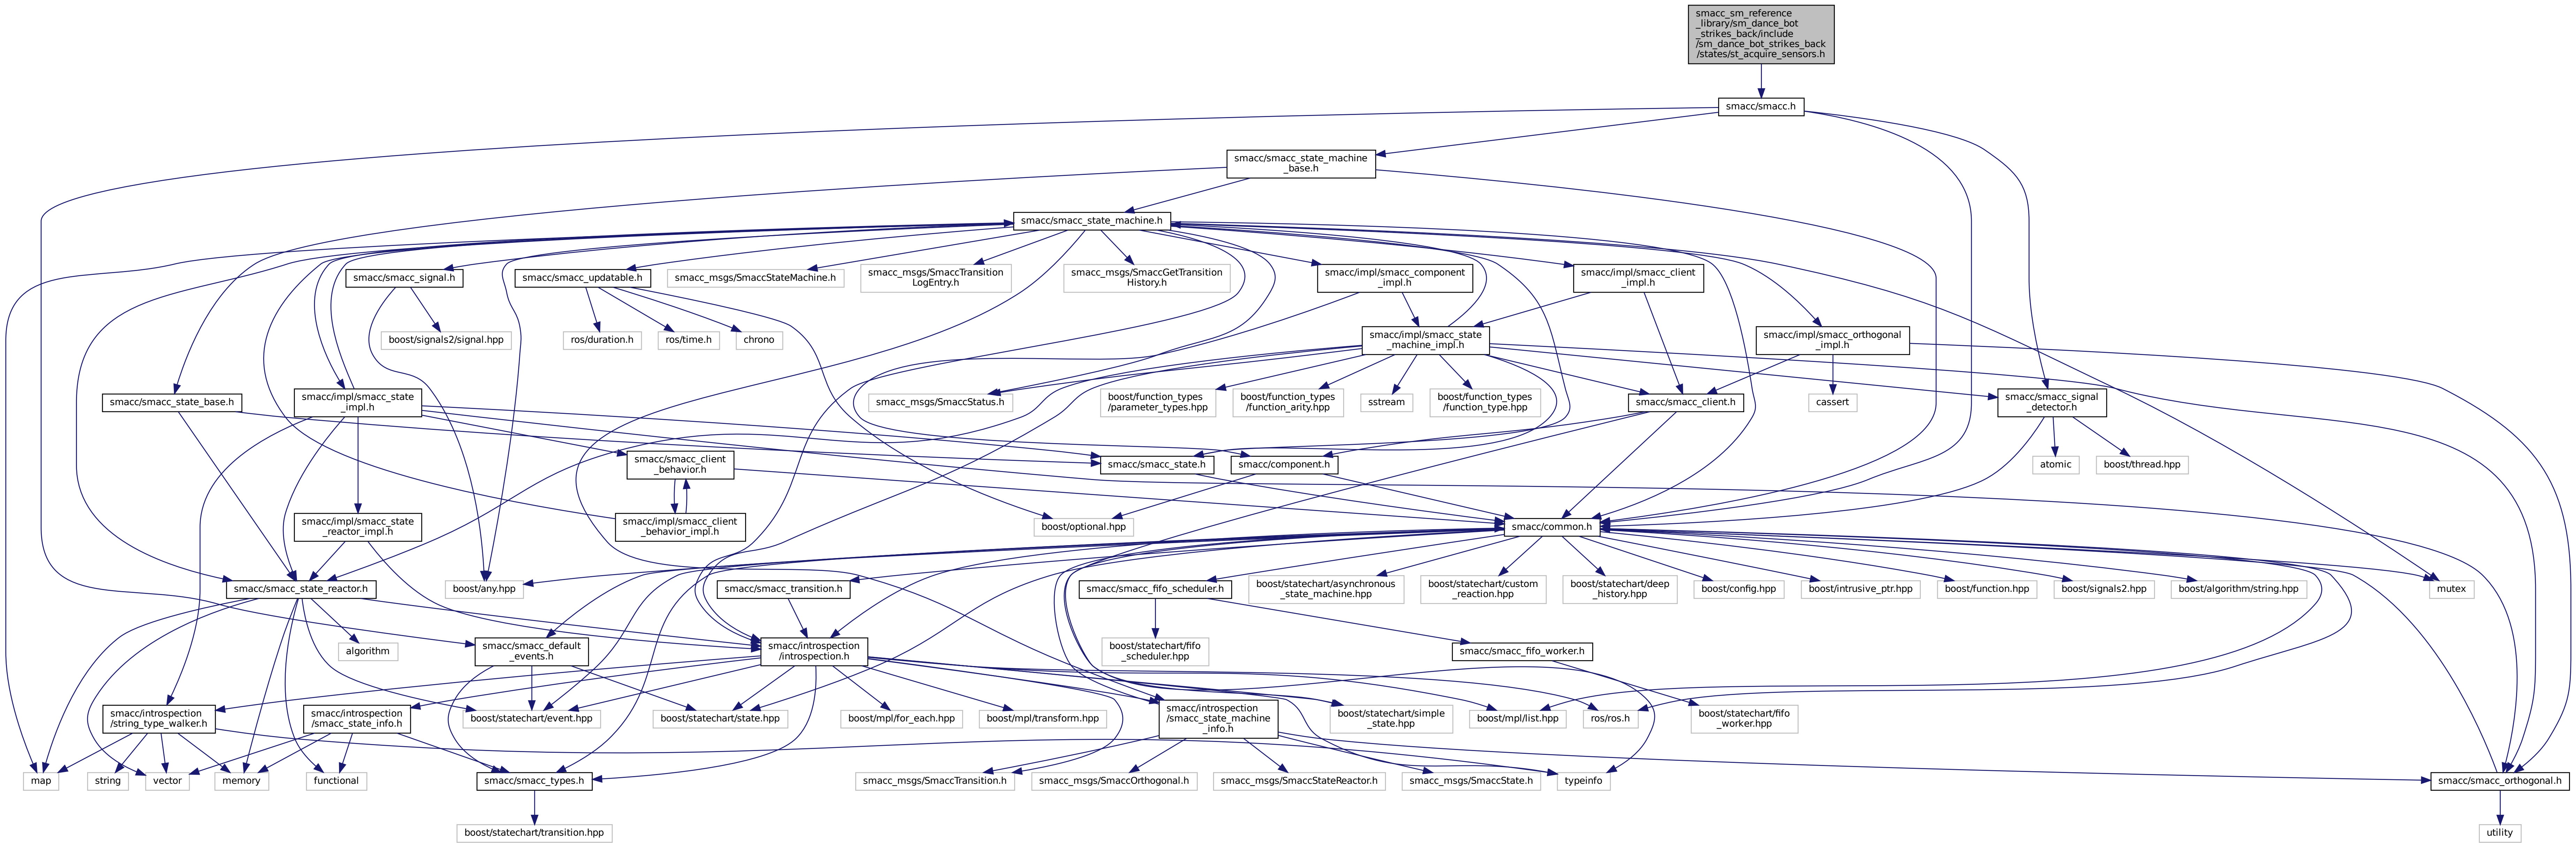 smacc_sm_reference
_library/sm_dance_bot
_strikes_back/include
/sm_dance_bot_strikes_back
/states/st_acquire_sensors.h
smacc/smacc.h
smacc/smacc_state_machine
_base.h
smacc/smacc_state_machine.h
smacc/smacc_signal.h
smacc/smacc_updatable.h
smacc_msgs/SmaccStateMachine.h
smacc_msgs/SmaccTransition
LogEntry.h
smacc_msgs/SmaccGetTransition
History.h
smacc/impl/smacc_component
_impl.h
smacc/impl/smacc_client
_impl.h
boost/signals2/signal.hpp
ros/duration.h
ros/time.h
chrono
smacc/impl/smacc_state
_machine_impl.h
smacc/impl/smacc_orthogonal
_impl.h
smacc/smacc_state_base.h
smacc/impl/smacc_state
_impl.h
smacc_msgs/SmaccStatus.h
boost/function_types
/parameter_types.hpp
boost/function_types
/function_arity.hpp
sstream
boost/function_types
/function_type.hpp
smacc/smacc_client.h
cassert
smacc/smacc_signal
_detector.h
smacc/smacc_client
_behavior.h
smacc/smacc_state.h
smacc/component.h
atomic
boost/thread.hpp
smacc/impl/smacc_state
_reactor_impl.h
smacc/impl/smacc_client
_behavior_impl.h
boost/optional.hpp
smacc/common.h
smacc/smacc_state_reactor.h
boost/any.hpp
smacc/smacc_transition.h
smacc/smacc_fifo_scheduler.h
boost/statechart/asynchronous
_state_machine.hpp
boost/statechart/custom
_reaction.hpp
boost/statechart/deep
_history.hpp
boost/config.hpp
boost/intrusive_ptr.hpp
boost/function.hpp
boost/signals2.hpp
boost/algorithm/string.hpp
mutex
algorithm
smacc/smacc_default
_events.h
smacc/introspection
/introspection.h
boost/statechart/fifo
_scheduler.hpp
smacc/smacc_fifo_worker.h
smacc/introspection
/string_type_walker.h
smacc/introspection
/smacc_state_info.h
boost/statechart/event.hpp
boost/statechart/state.hpp
boost/mpl/for_each.hpp
boost/mpl/transform.hpp
smacc/introspection
/smacc_state_machine
_info.h
boost/statechart/simple
_state.hpp
boost/mpl/list.hpp
ros/ros.h
boost/statechart/fifo
_worker.hpp
map
string
vector
memory
functional
smacc/smacc_types.h
smacc_msgs/SmaccTransition.h
smacc_msgs/SmaccOrthogonal.h
smacc_msgs/SmaccStateReactor.h
smacc_msgs/SmaccState.h
typeinfo
smacc/smacc_orthogonal.h
boost/statechart/transition.hpp
utility